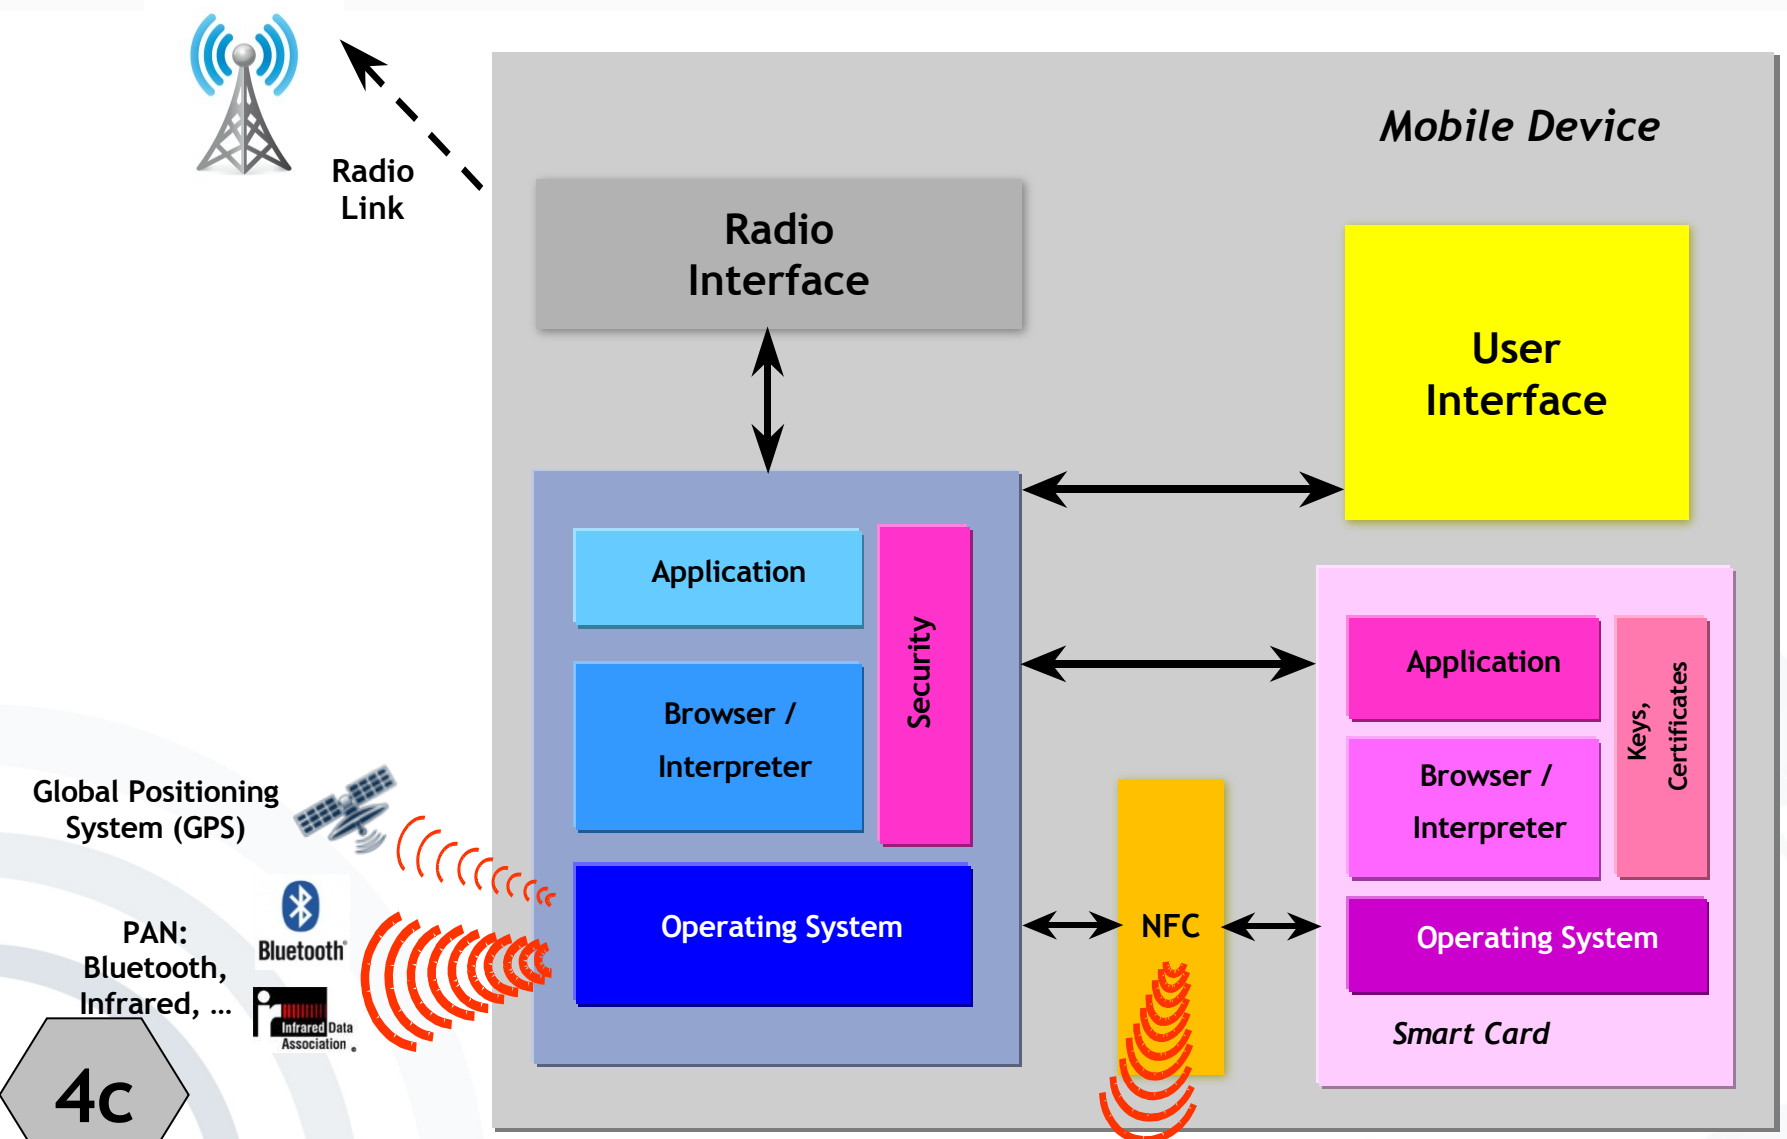 Mobile Device
Radio
Link
Radio
Interface
User
Interface
Application
Security
Browser /
Interpreter
Operating System
NFC
Application
Keys,
Certificates
Browser /
Interpreter
Operating System
Smart Card
Global Positioning
System (GPS)
PAN:
Bluetooth,
Infrared, ...
Bluetooth
Infrared Data
Association
4c